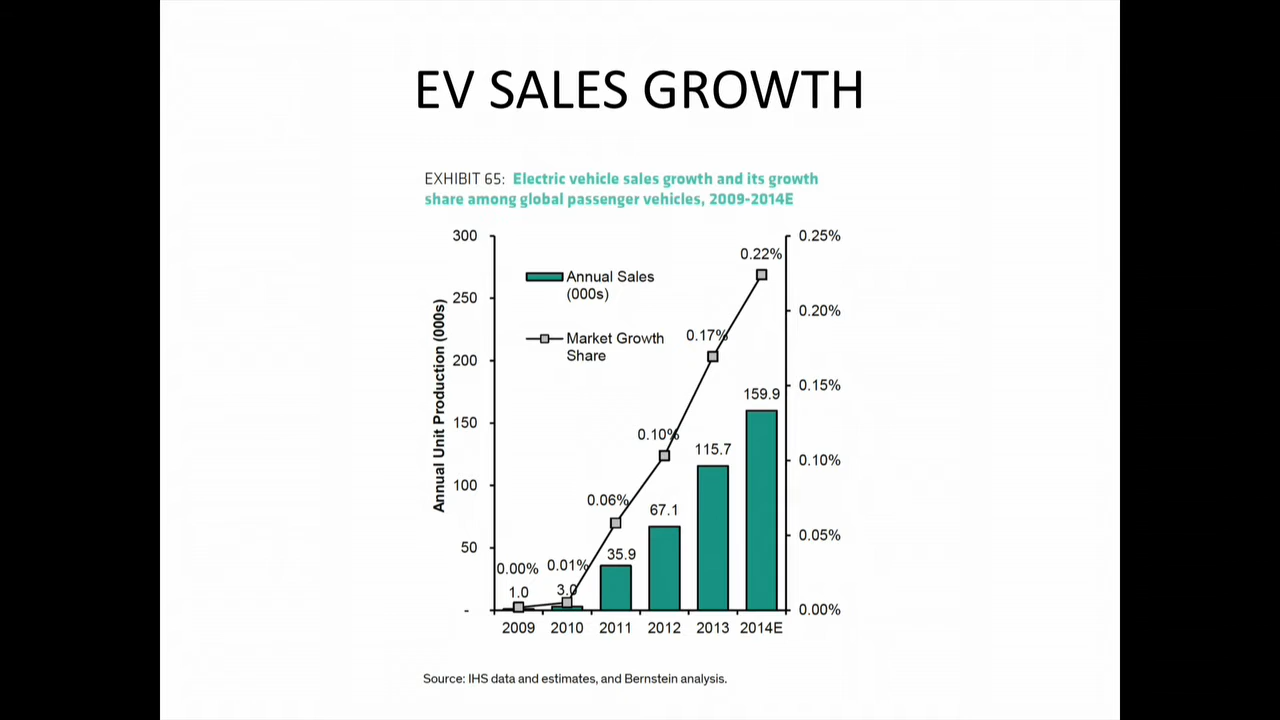 EV SALES GROWTH
EXHIBIT 65: Electric vehicle sales growth and its growth
share among global passenger vehicles, 2009-2014E
300
250
200
150
100
50
-
Annual Unit Production (000s)
Annual Sales
(000s)
Market Growth
Share
0.25%
0.20%
0.15%
0.10%
0.05%
0.00%
0.00%
0.01%
0.06%
0.10%
0.17%
0.22%
1.0
3.0
35.9
67.1
115.7
159.9
2009 2010 2011 2012 2013 2014E
Source: IHS data and estimates, and Bernstein analysis.